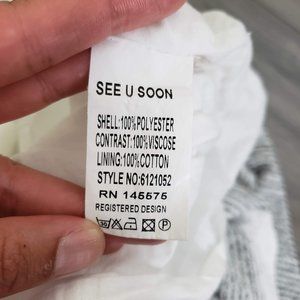 SEE U SOON
SHELL:100%POLYESTER
CONTRAST:100%VISCOSE
LINING:100%COTTON
STYLE NO:6121052
RN 145575
REGISTERED DESIGN